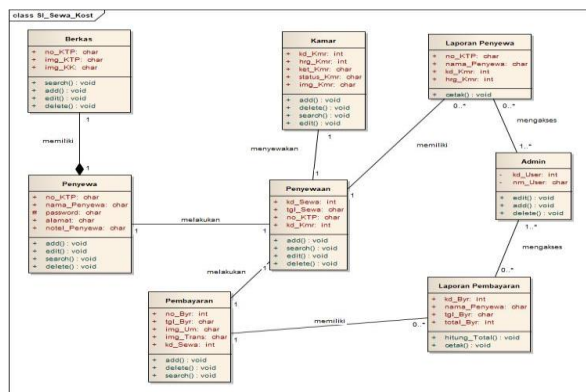 class SI_Sewa_Kost
Berkas
+ no_KTP: char
+ img_KTP: char
+ img_KK: char
+ search() : void
+ add() : void
+ edit() : void
+ delete() : void
Kamar
+ kd_Kmr: int
+ hrg_Kmr: int
+ ket_Kmr: char
+ status_Kmr: char
+ img_Kmr: char
+ add() : void
+ delete() : void
+ search() : void
+ edit() : void
Laporan Penyewa
+ no_KTP: char
+ nama_Penyewa: char
+ kd_Kmr: int
+ hrg_Kmr: int
+ cetak() : void
1
memiliki
1
1
menyewakan
1
0..*
0..*
memiliki
1
mengakses
1..*
Admin
- kd_User: int
- nm_User: char
+ edit() : void
+ add() : void
+ delete() : void
1..*
mengakses
0..*
Penyewa
+ no_KTP: char
+ nama_Penyewa: char
# password: char
+ alamat: char
+ notel_Penyewa: char
+ add() : void
+ edit() : void
+ search() : void
+ delete() : void
1
melakukan
1
Penyewaan
+ kd_Sewa: int
+ tgl_Sewa: char
+ no_KTP: char
+ kd_Kmr: int
+ add() : void
+ search() : void
+ edit() : void
+ delete() : void
1
melakukan
1
Pembayaran
+ no_Byr: int
+ tgl_Byr: char
+ img_Um: char
+ img_Trans: char
+ kd_Sewa: int
+ add() : void
+ delete() : void
+ search() : void
1
memiliki
0..*
Laporan Pembayaran
+ kd_Byr: int
+ nama_Penyewa: char
+ tgl_Byr: char
+ total_Byr: int
+ hitung_Total() : void
+ cetak() : void